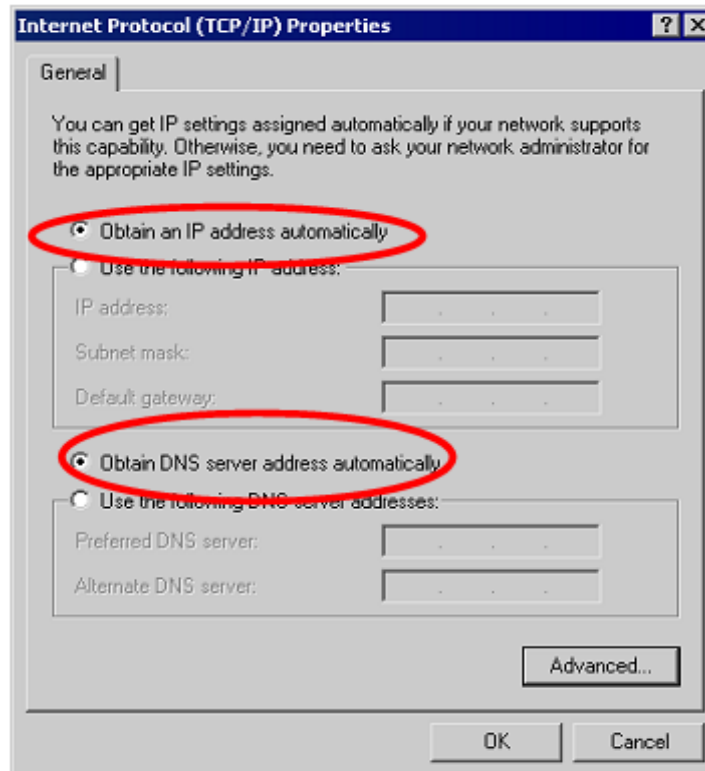 Internet Protocol (TCP/IP) Properties
General
You can get IP settings assigned automatically if your network supports
this capability. Otherwise, you need to ask your network administrator for
the appropriate IP settings.
Obtain an IP address automatically
Use the following IP address:
IP address:
Subnet mask:
Default gateway:
Obtain DNS server address automatically
Use the following DNS server addresses:
Preferred DNS server:
Alternate DNS server:
Advanced...
OK Cancel